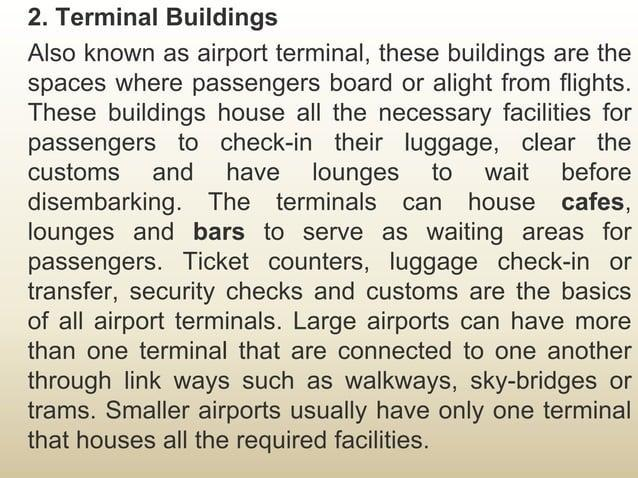 2. Terminal Buildings
Also known as airport terminal, these buildings are the
spaces where passengers board or alight from flights.
These buildings house all the necessary facilities for
passengers to check-in their luggage, clear the
customs and have lounges to wait before
disembarking. The terminals can house cafes,
lounges and bars to serve as waiting areas for
passengers. Ticket counters, luggage check-in or
transfer, security checks and customs are the basics
of all airport terminals. Large airports can have more
than one terminal that are connected to one another
through link ways such as walkways, sky-bridges or
trams. Smaller airports usually have only one terminal
that houses all the required facilities.